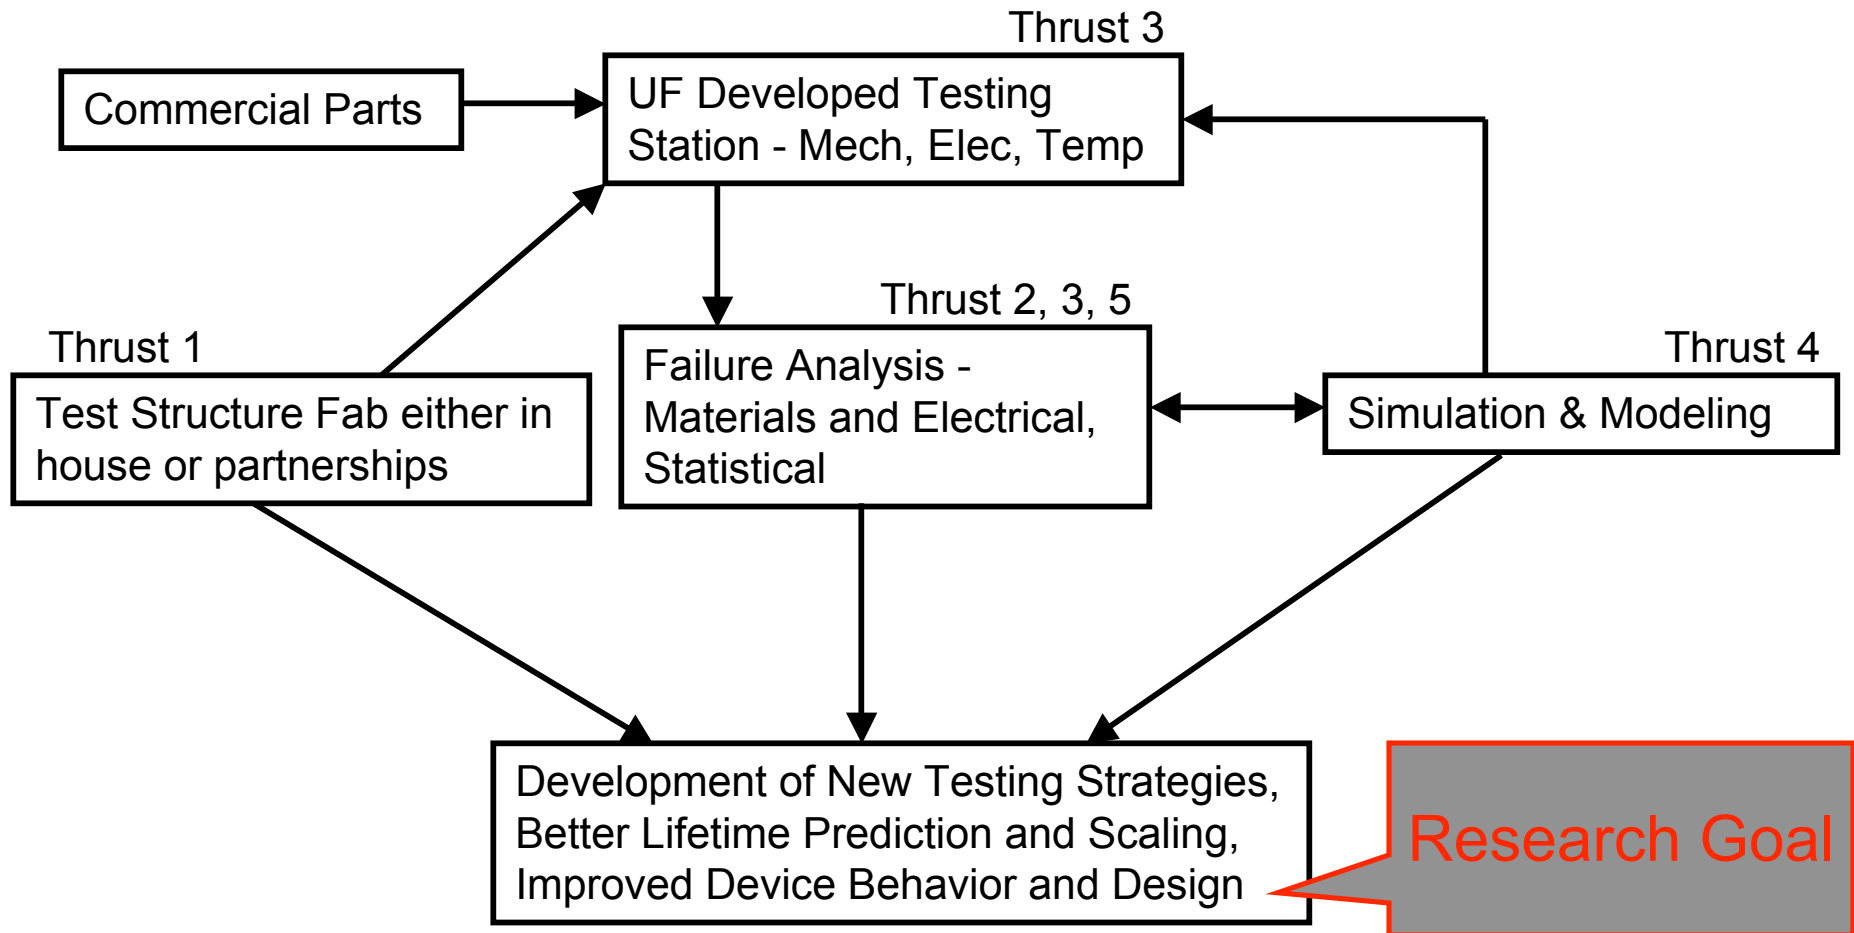 Thrust 3
Commercial Parts
UF Developed Testing
Station - Mech, Elec, Temp
Thrust 2, 3, 5
Thrust 1
Thrust 4
Test Structure Fab either in
house or partnerships
Failure Analysis -
Materials and Electrical,
Statistical
Simulation & Modeling
Development of New Testing Strategies,
Better Lifetime Prediction and Scaling,
Improved Device Behavior and Design
Research Goal